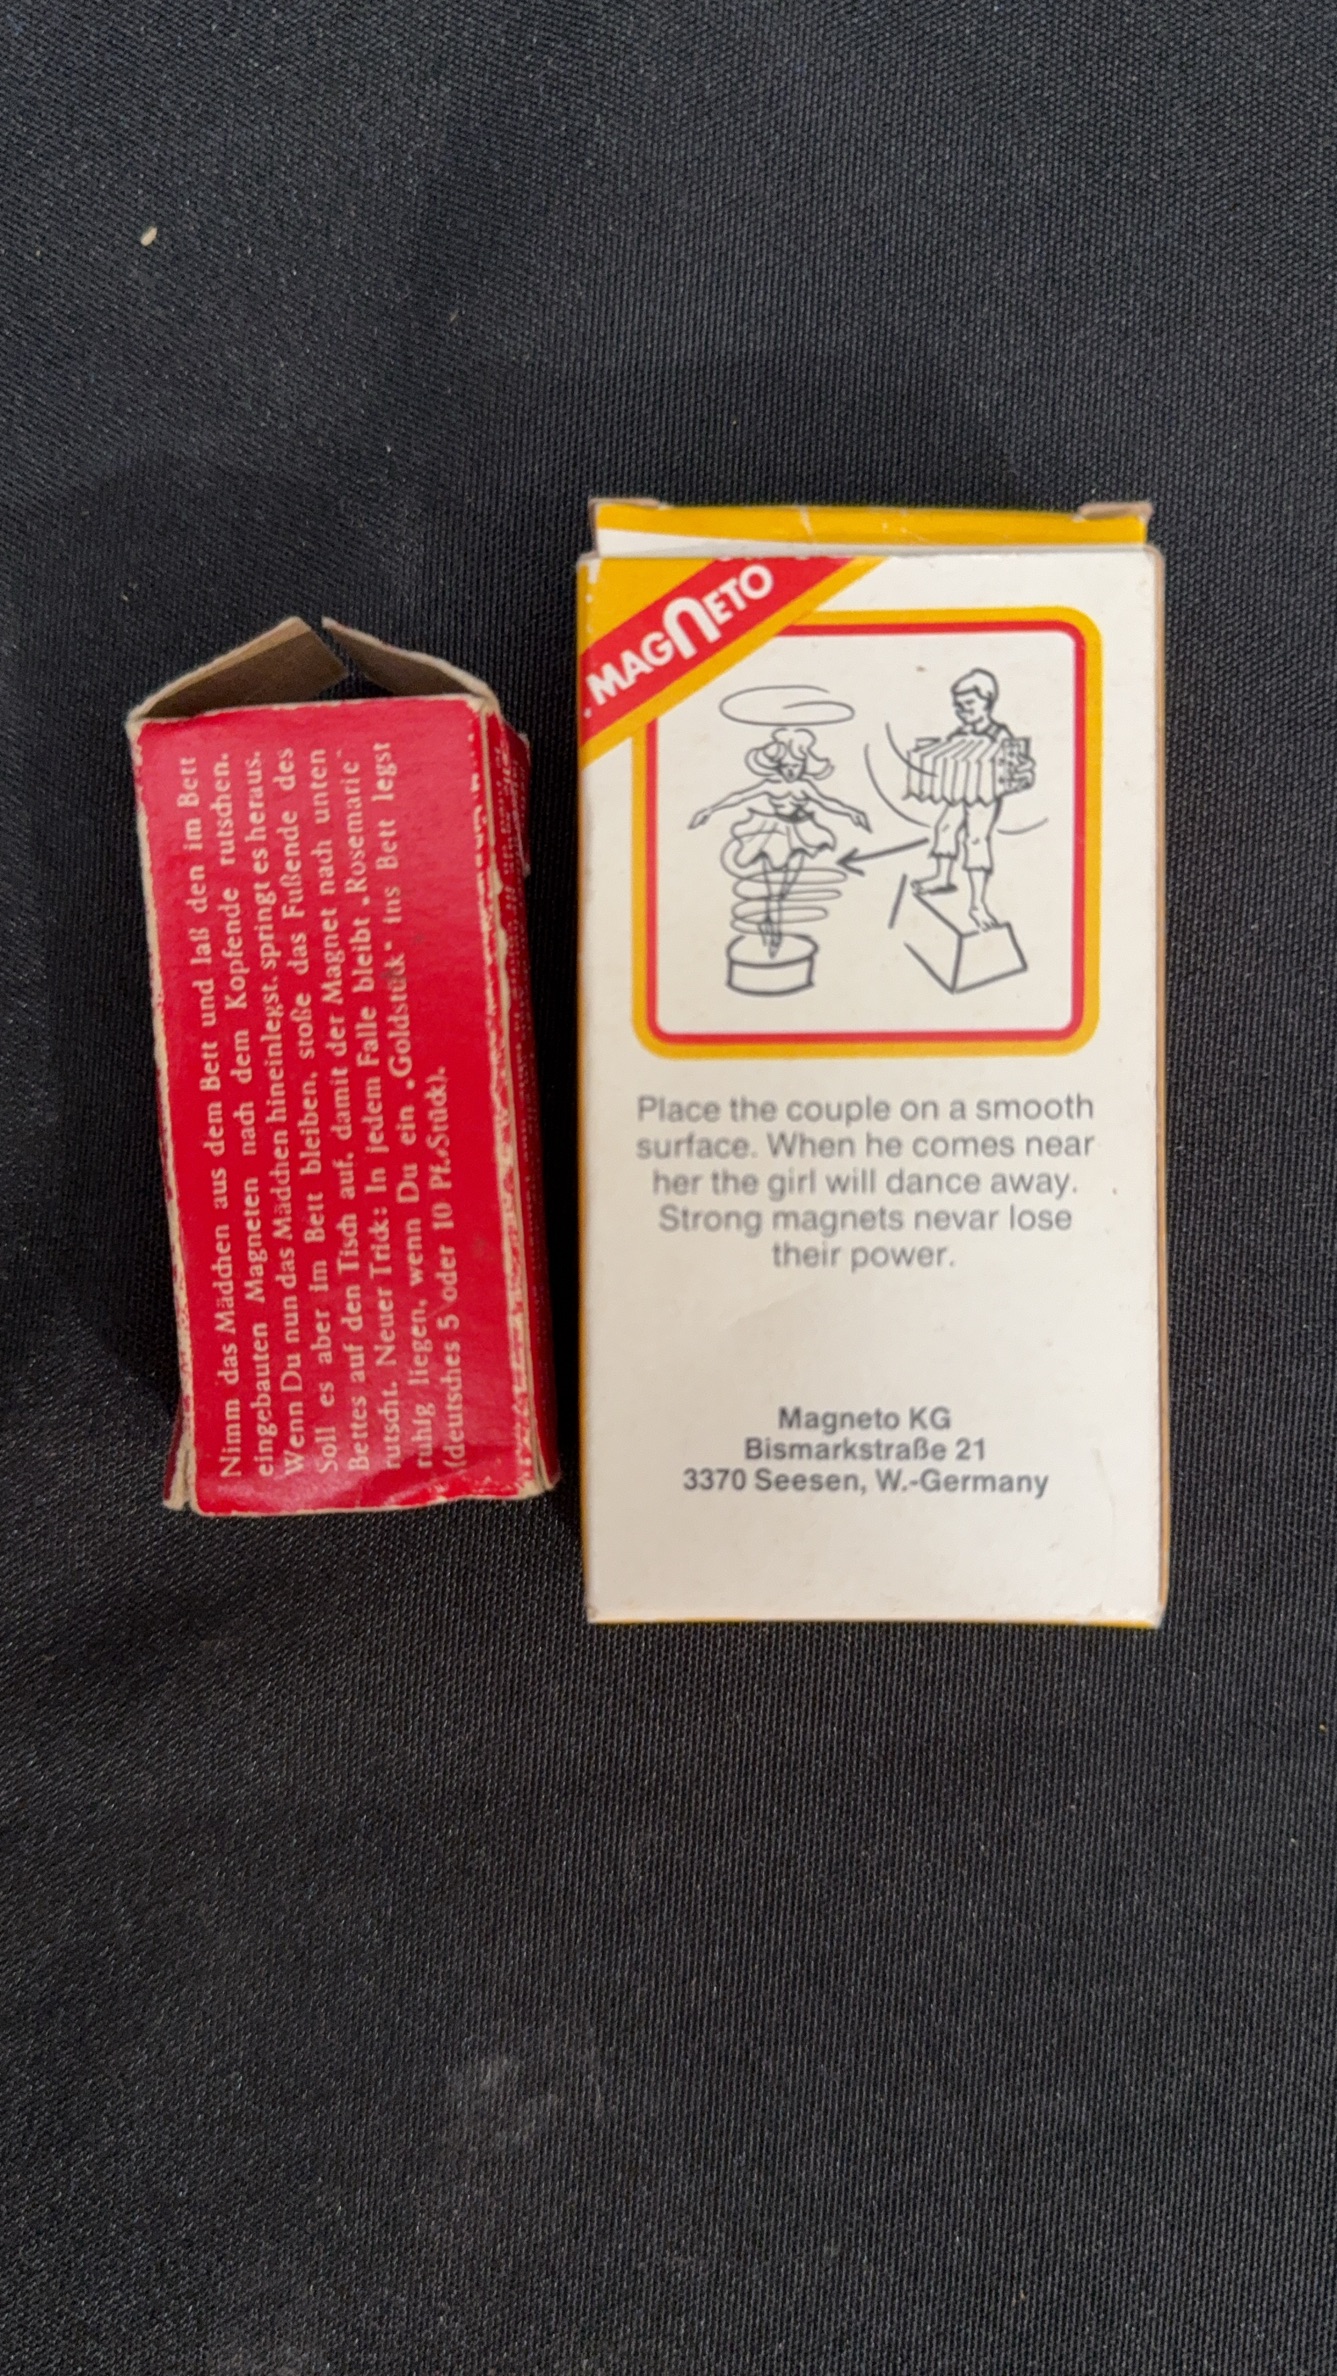 Nimm das Mädchen aus dem Bett und laß den im Bett
eingebauten Magneten nach dem Kopfende rutschen.
Wenn Du nun das Mädchen hineinlegst, springt es heraus.
Soll es aber im Bett bleiben, stoße das Fußende des
Bettes auf den Tisch auf, damit der Magnet nach unten
rutscht. Neuer Trick: In jedem Falle bleibt „Rosemarie"
ruhig liegen, wenn Du ein „Goldstück" ins Bett legst
(deutsches 5 oder 10 Pf.-Stück).
MAGNETO
Place the couple on a smooth
surface. When he comes near
her the girl will dance away.
Strong magnets nevar lose
their power.
Magneto KG
Bismarkstraße 21
3370 Seesen, W.-Germany